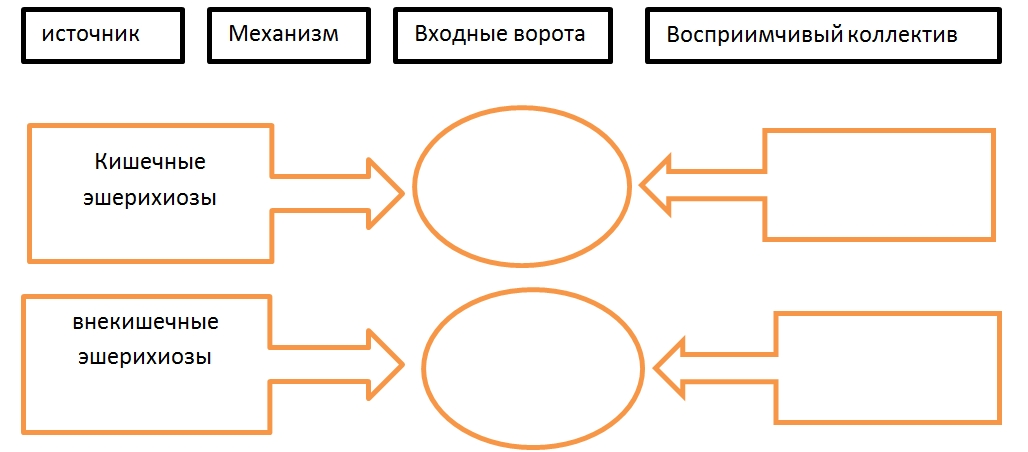 источник
Механизм
Входные ворота
Восприимчивый коллектив
Кишечные
эшерихиозы
внекишечные
эшерихиозы